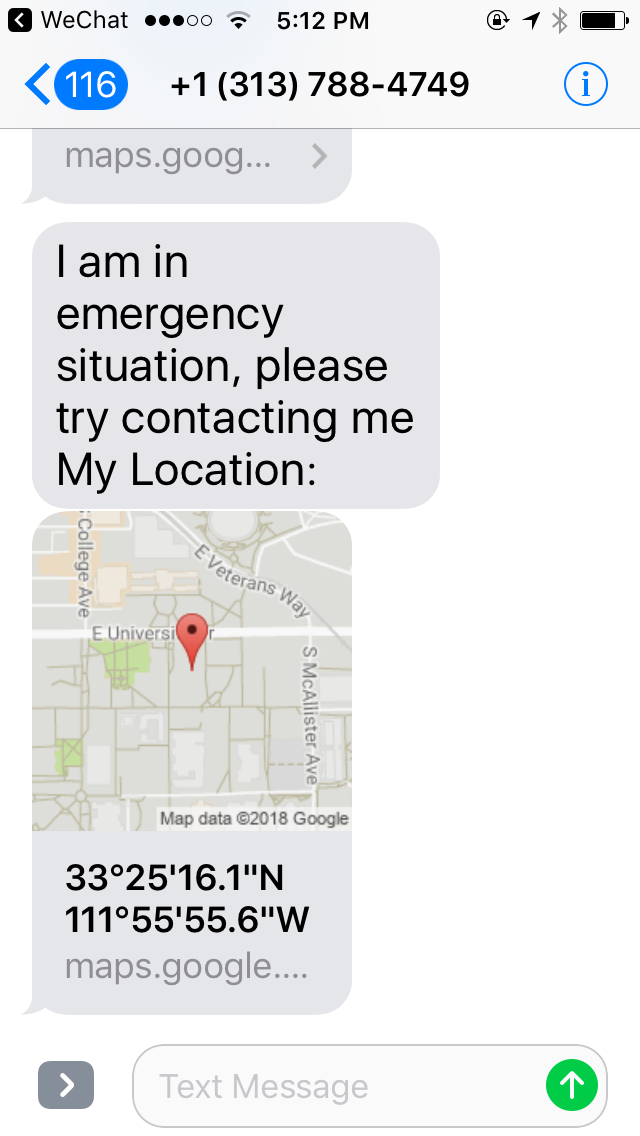 WeChat 5:12 PM
116 +1 (313) 788-4749 i
maps.goog...
I am in
emergency
situation, please
try contacting me
My Location:
College Ave
E Veterans Way
E Universi r
S McAllister Ave
Map data ©2018 Google
33°25'16.1"N
111°55'55.6"W
maps.google....
Text Message